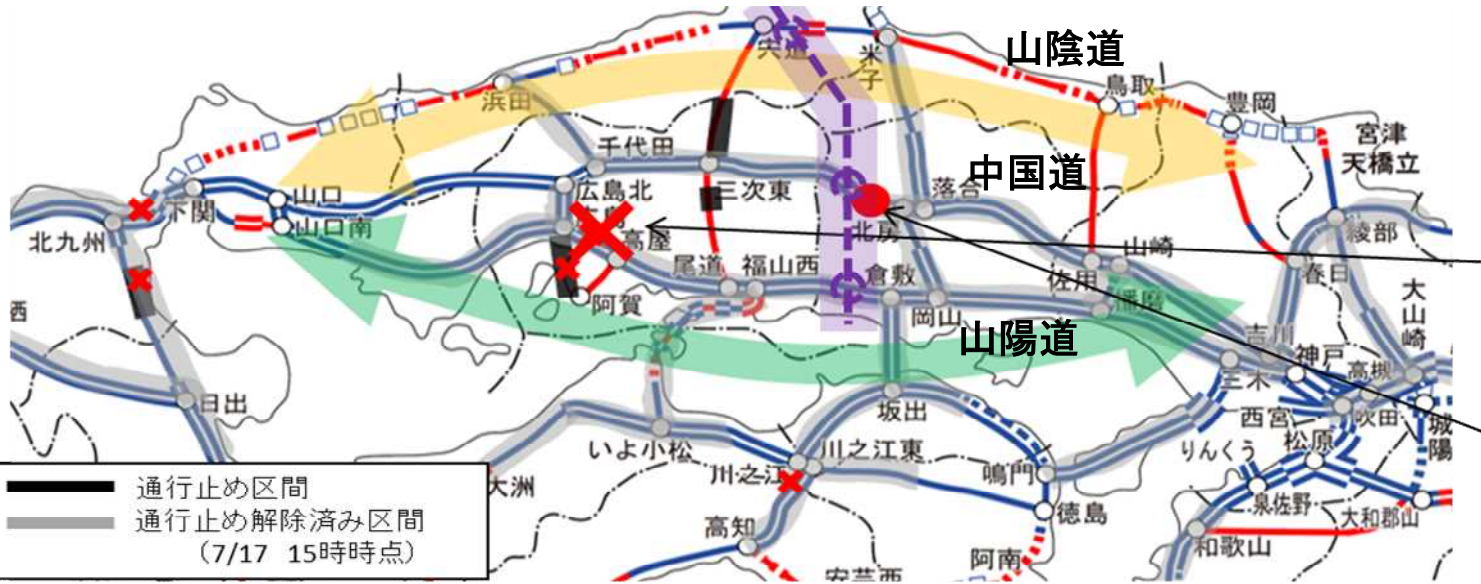 山陰道
宍道
米子
鳥取
浜田
豊岡
宮津
天橋立
千代田
中国道
三次東
広島北
落合
山口
下関
山口南
北九州
北房
高屋
綾部
山崎
尾道
福山西
倉敷
佐用
春日
播磨
大山崎
阿賀
岡山
山陽道
吉川
神戸
三木
高槻
日出
坂出
西宮
吹田
城陽
いよ小松
川之江東
川之江
松原
りんくう
鳴門
大洲
泉佐野
大和郡山
徳島
高知
和歌山
阿南
通行止め区間
通行止め解除済み区間
（7/17 15時時点）